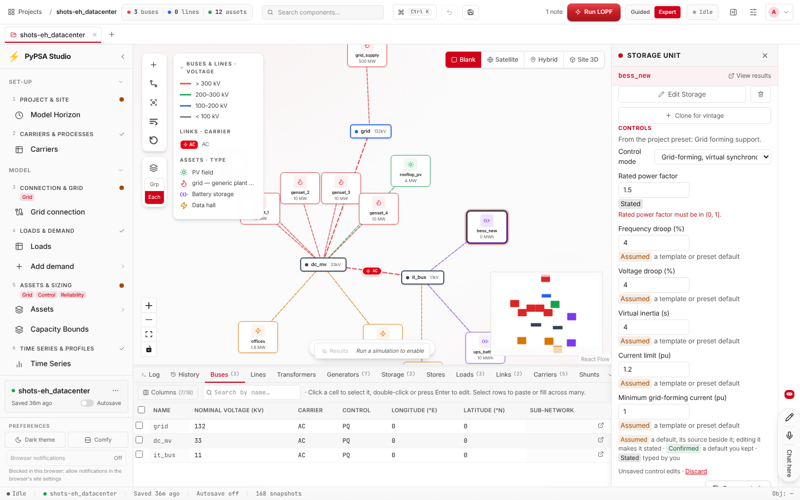 Projects
shots-eh_datacenter
3 buses
0 lines
12 assets
Search components...
Ctrl K
1 note
Run LOPF
Guided
Expert
Idle
A
shots-eh_datacenter
PyPSA Studio
SET-UP
1 PROJECT & SITE
Model Horizon
2 CARRIERS & PROCESSES
Carriers
MODEL
3 CONNECTION & GRID
Grid
Grid connection
4 LOADS & DEMAND
Loads
Add demand
5 ASSETS & SIZING
Grid Control Reliability
Assets
Capacity Bounds
6 TIME SERIES & PROFILES
Time Series
shots-eh_datacenter
Saved 36m ago
Autosave
PREFERENCES
Dark theme
Comfy
Browser notifications
Off
Blocked in this browser: allow notifications in the browser's site settings
Grp
Each
BUSES & LINES · VOLTAGE
> 300 kV
200–300 kV
100–200 kV
< 100 kV
LINKS · CARRIER
AC AC
ASSETS · TYPE
PV field
grid — generic plant ...
Battery storage
Data hall
Blank
Satellite
Hybrid
Site 3D
grid_supply
500 MW
grid 132kV
rooftop_pv
4 MW
genset_2
10 MW
genset_3
10 MW
genset_4
10 MW
bess_new
0 MWh
dc_mv 33kV
AC
it_bus 11kV
offices
1.8 MW
ups_batt
Results
Run a simulation to enable
React Flow
Log
History
Buses (3)
Lines
Transformers
Generators (7)
Storage (2)
Stores
Loads (3)
Links (2)
Carriers (5)
Shunts
Columns (7/18)
Search by name...
· Click a cell to select it, double-click or press Enter to edit. Select rows to paste or fill across many.
NAME NOMINAL VOLTAGE (KV) CARRIER CONTROL LONGITUDE (°E) LATITUDE (°N) SUB-NETWORK
grid 132 AC PQ 0 0
dc_mv 33 AC PQ 0 0
it_bus 11 AC PQ 0 0
STORAGE UNIT
bess_new
View results
Edit Storage
Clone for vintage
CONTROLS
From the project preset: Grid forming support.
Control mode
Grid-forming, virtual synchronc
Rated power factor
1.5
Stated
Rated power factor must be in (0, 1].
Frequency droop (%)
4
Assumed a template or preset default
Voltage droop (%)
4
Assumed a template or preset default
Virtual inertia (s)
4
Assumed a template or preset default
Current limit (pu)
1.2
Assumed a template or preset default
Minimum grid-forming current (pu)
1
Assumed a default, its source beside it; editing it makes it stated · Confirmed a default you kept · Stated typed by you
Unsaved control edits · Discard
Chat here
Idle
shots-eh_datacenter
Saved 36m ago
Autosave off
168 snapshots
Obj: —